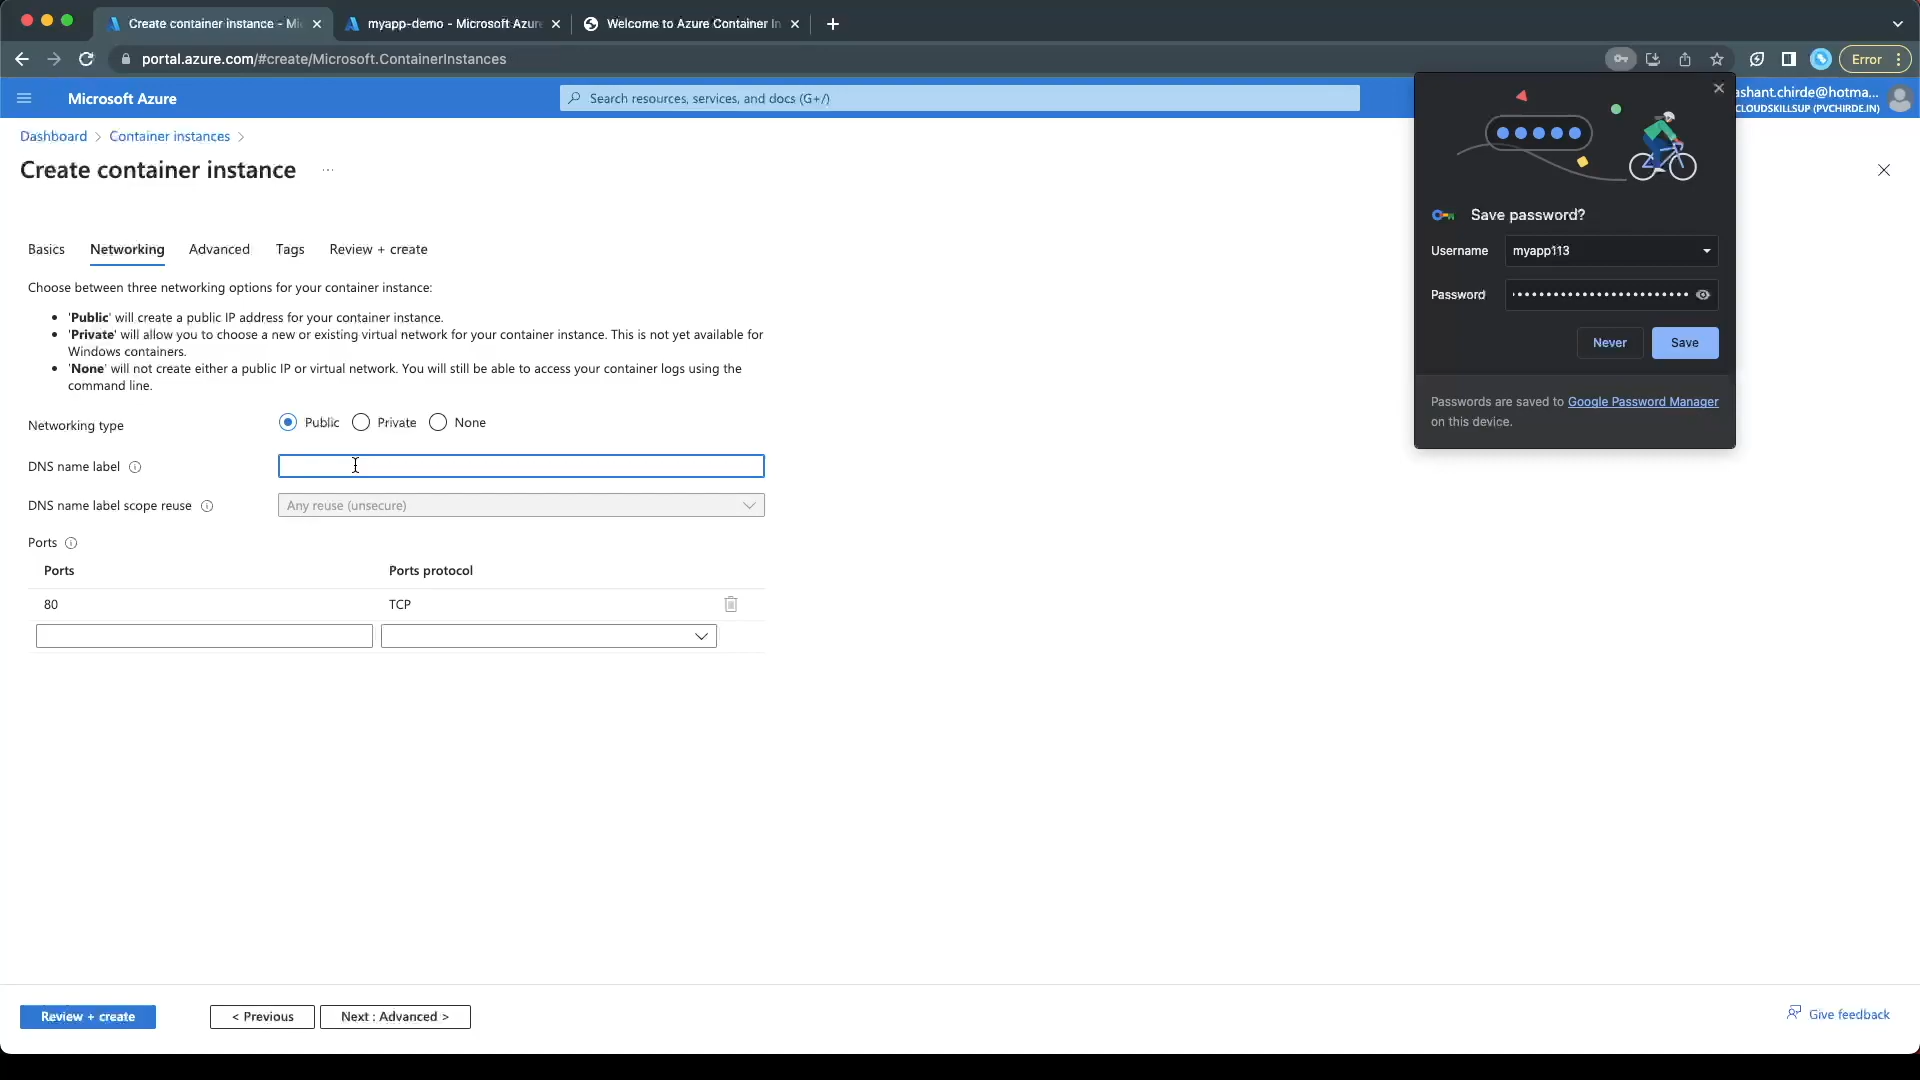 Create container instance - Mi
myapp-demo - Microsoft Azure
Welcome to Azure Container In
portal.azure.com/#create/Microsoft.ContainerInstances
Error
Microsoft Azure
Search resources, services, and docs (G+/)
ashant.chirde@hotma...
CLOUDSKILLSUP (PVCHIRDE.IN)
Dashboard > Container instances >
Create container instance ...
Basics Networking Advanced Tags Review + create
Choose between three networking options for your container instance:
• 'Public' will create a public IP address for your container instance.
• 'Private' will allow you to choose a new or existing virtual network for your container instance. This is not yet available for
Windows containers.
• 'None' will not create either a public IP or virtual network. You will still be able to access your container logs using the
command line.
Networking type Public Private None
DNS name label
DNS name label scope reuse Any reuse (unsecure)
Ports
Ports Ports protocol
80 TCP
Review + create < Previous Next : Advanced >
Give feedback
Save password?
Username myapp113
Password ••••••••••••••••••••••••
Never Save
Passwords are saved to Google Password Manager
on this device.